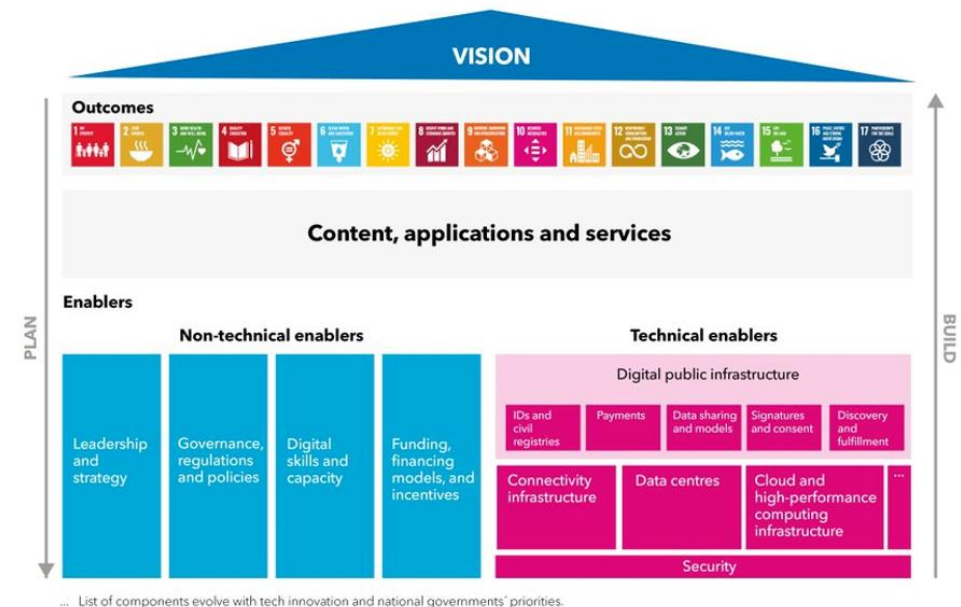 VISION
Outcomes
1
2
3
4
5
6
7
8
9
10
11
12
13
14
15
16
17
Content, applications and services
Enablers
PLAN
BUILD
Non-technical enablers
Technical enablers
Leadership
and
strategy
Governance,
regulations
and policies
Digital
skills and
capacity
Funding,
financing
models, and
incentives
Digital public infrastructure
IDs and
civil
registries
Payments
Data sharing
and models
Signatures
and consent
Discovery
and
fulfillment
Connectivity
infrastructure
Data centres
Cloud and
high-performance
computing
infrastructure
...
Security
... List of components evolve with tech innovation and national governments' priorities.